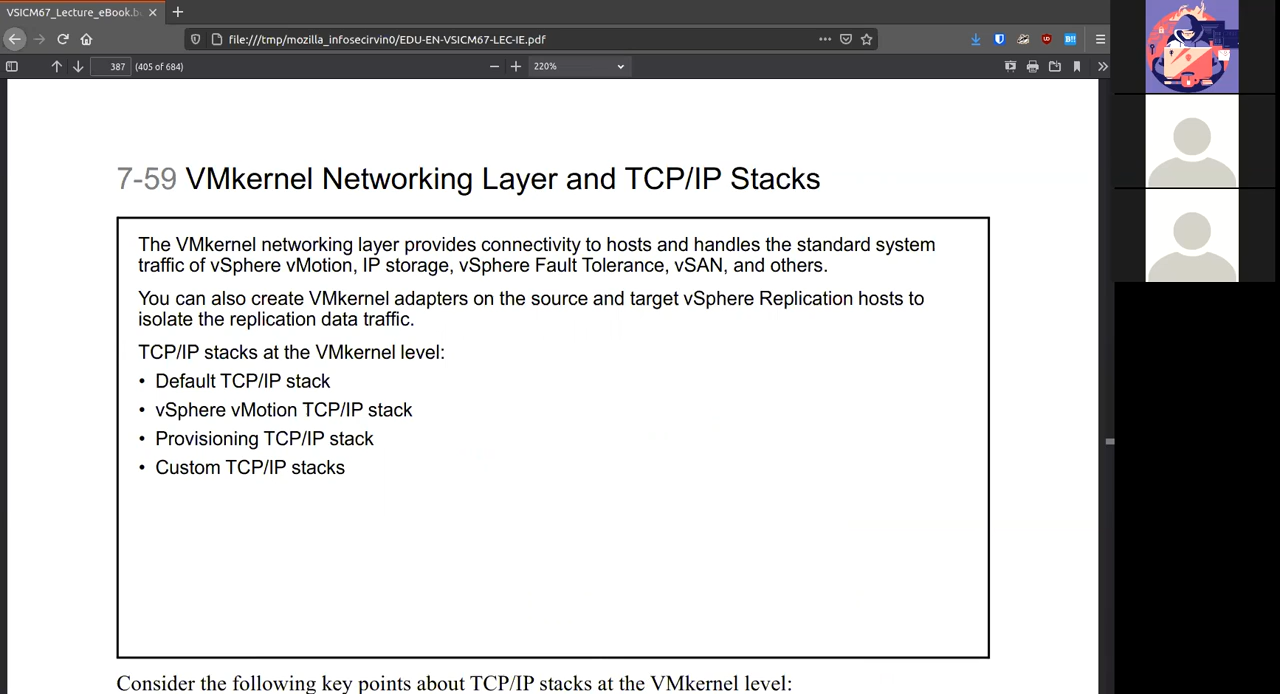 VSICM67_Lecture_eBook.b
file:///tmp/mozilla_infosecirvin0/EDU-EN-VSICM67-LEC-IE.pdf
387 (405 of 684)
220%
7-59 VMkernel Networking Layer and TCP/IP Stacks
The VMkernel networking layer provides connectivity to hosts and handles the standard system
traffic of vSphere vMotion, IP storage, vSphere Fault Tolerance, vSAN, and others.
You can also create VMkernel adapters on the source and target vSphere Replication hosts to
isolate the replication data traffic.
TCP/IP stacks at the VMkernel level:
• Default TCP/IP stack
• vSphere vMotion TCP/IP stack
• Provisioning TCP/IP stack
• Custom TCP/IP stacks
Consider the following key points about TCP/IP stacks at the VMkernel level: